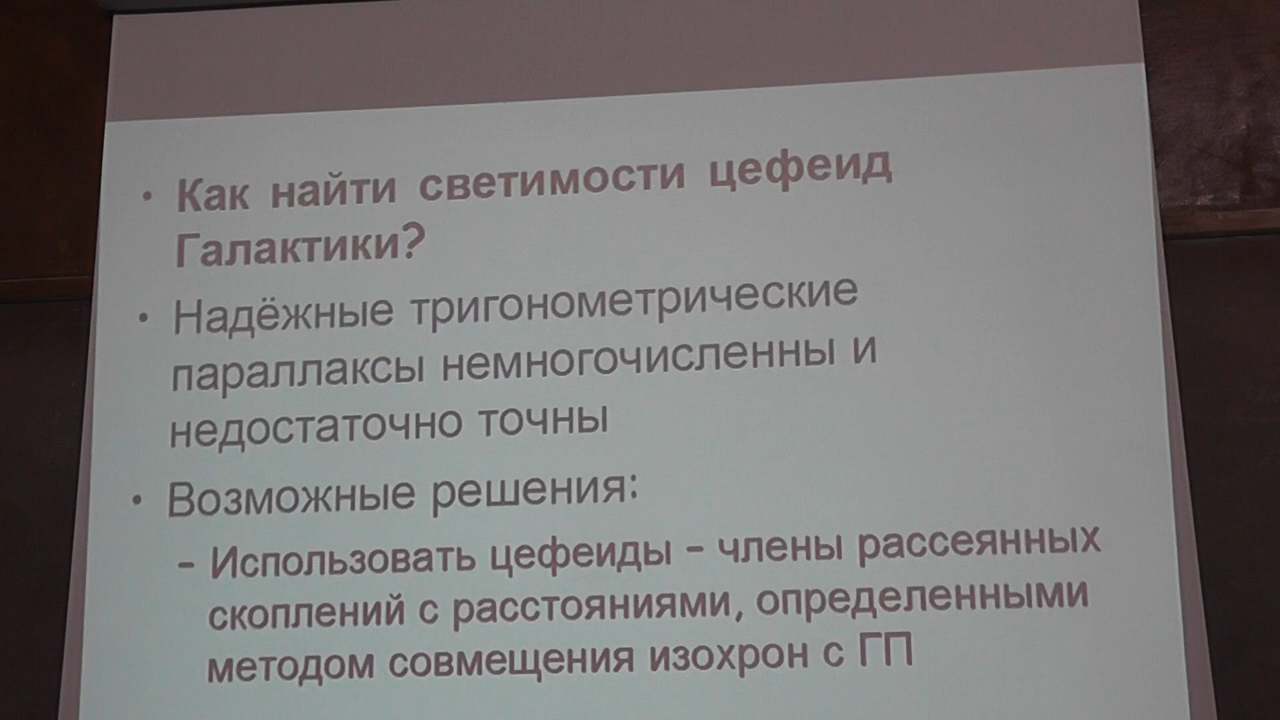 • Как найти светимости цефеид
Галактики?
• Надёжные тригонометрические
параллаксы немногочисленны и
недостаточно точны
• Возможные решения:
– Использовать цефеиды – члены рассеянных
скоплений с расстояниями, определенными
методом совмещения изохрон с ГП